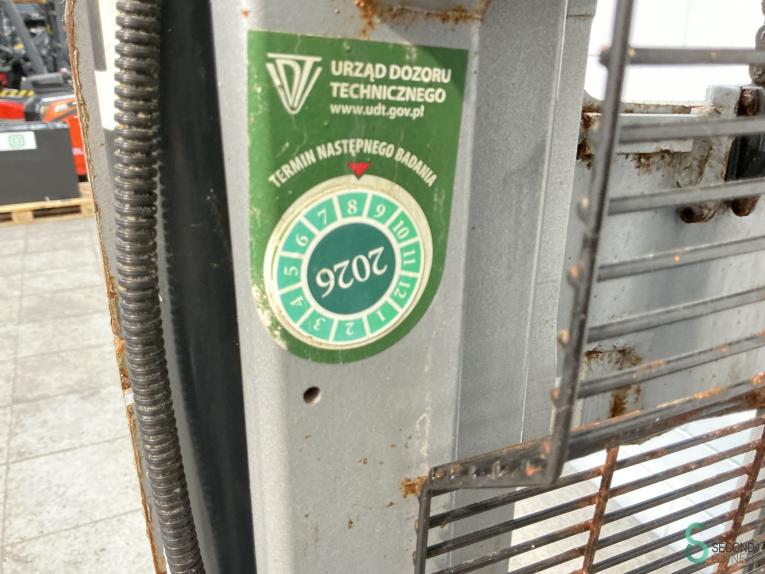 UDT
URZĄD DOZORU
TECHNICZNEGO
www.udt.gov.pl
TERMIN NASTĘPNEGO BADANIA
1 2 3 4 5 6 7 8 9 10 11 12
2026
SECOND